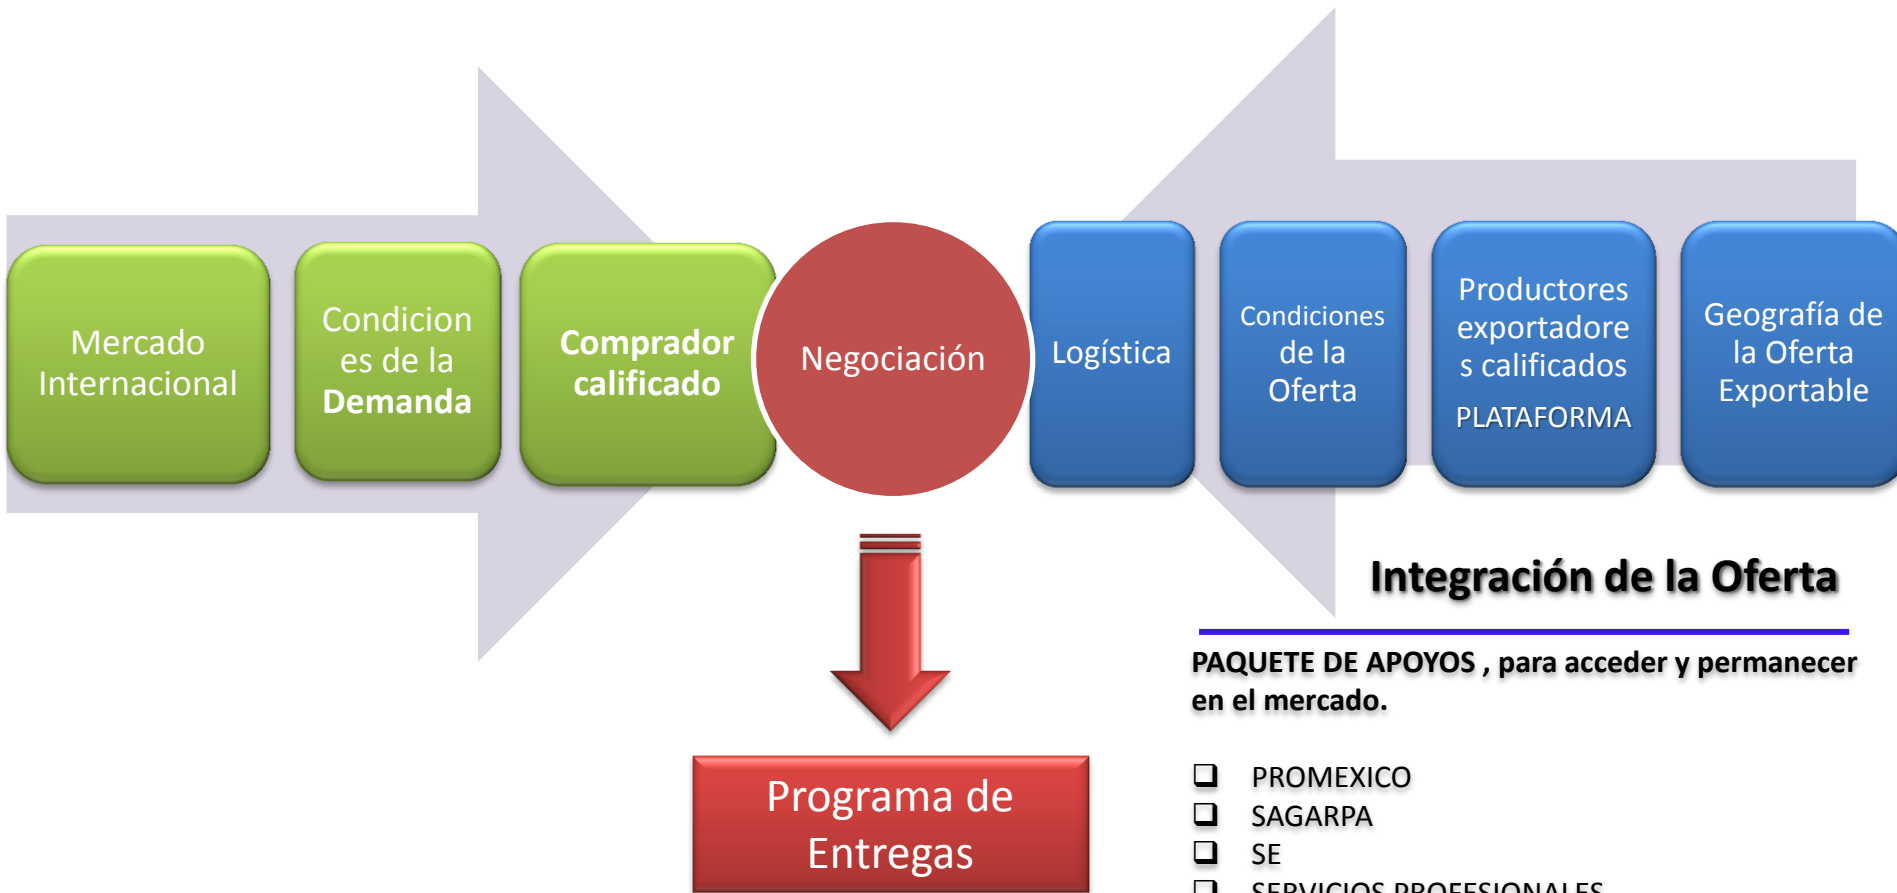 Mercado
Internacional
Condicion
es de la
Demanda
Comprador
calificado
Negociación
Logística
Condiciones
de la
Oferta
Productores
exportadore
s calificados
PLATAFORMA
Geografía de
la Oferta
Exportable
Integración de la Oferta
PAQUETE DE APOYOS , para acceder y permanecer
en el mercado.
PROMEXICO
SAGARPA
SE
SERVICIOS PROFESIONALES
Programa de
Entregas